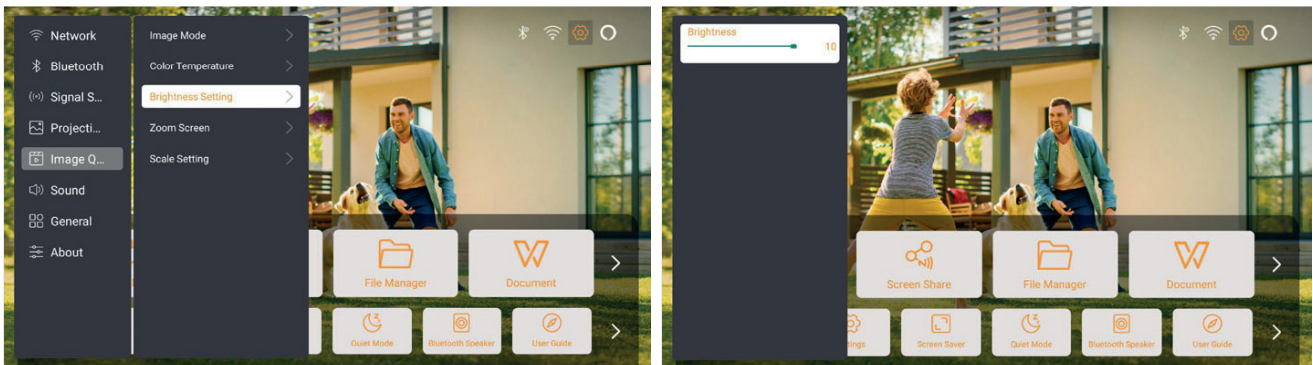 Network
Bluetooth
Signal S...
Projecti...
Image Q...
Sound
General
About
Image Mode
Color Temperature
Brightness Setting
Zoom Screen
Scale Setting
File Manager
Document
Quiet Mode
Bluetooth Speaker
User Guide
Brightness
10
Screen Share
File Manager
Document
ttings
Screen Saver
Quiet Mode
Bluetooth Speaker
User Guide